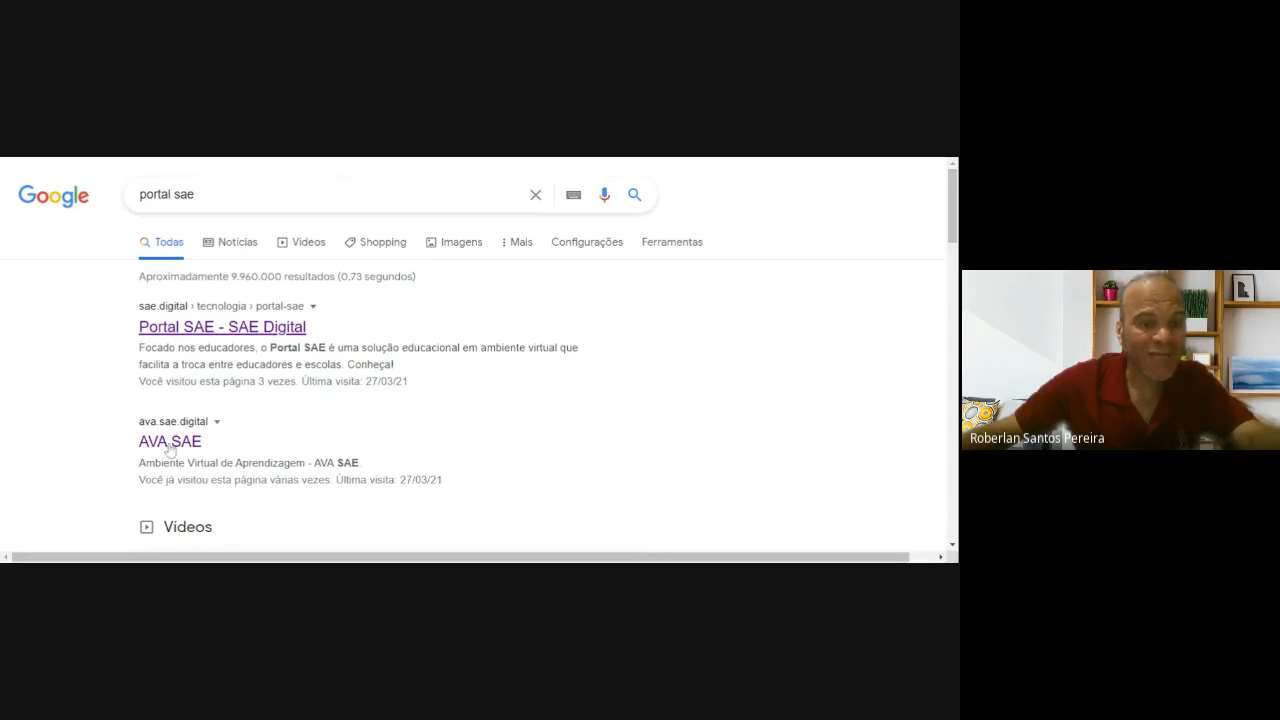 Google
portal sae
Todas
Notícias
Vídeos
Shopping
Imagens
Mais
Configurações
Ferramentas
Aproximadamente 9.960.000 resultados (0,73 segundos)
sae.digital › tecnologia › portal-sae
Portal SAE - SAE Digital
Focado nos educadores, o Portal SAE é uma solução educacional em ambiente virtual que
facilita a troca entre educadores e escolas. Conheça!
Você visitou esta página 3 vezes. Última visita: 27/03/21
ava.sae.digital
AVA SAE
Ambiente Virtual de Aprendizagem - AVA SAE.
Você já visitou esta página várias vezes. Última visita: 27/03/21
Vídeos
Roberlan Santos Pereira